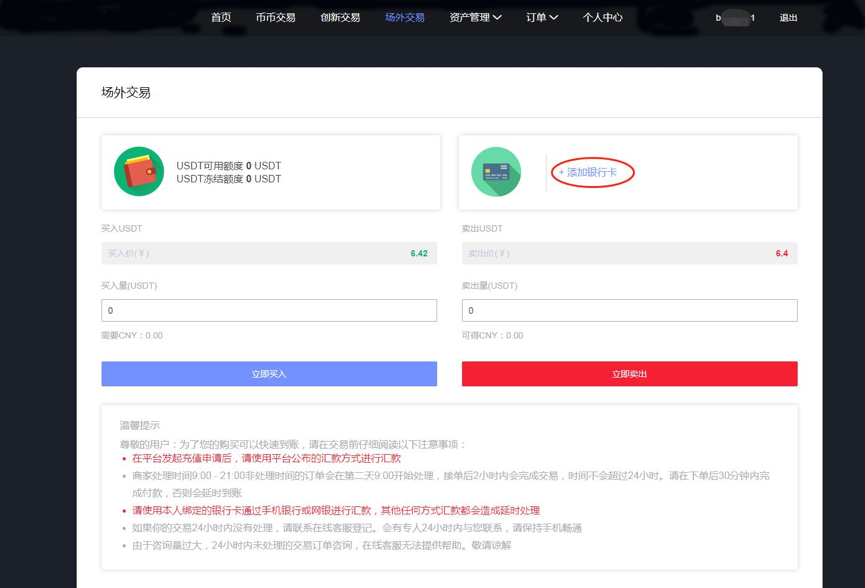 首页 币币交易 创新交易 场外交易 资产管理 订单 个人中心 b 1 退出
场外交易
USDT可用额度 0 USDT
USDT冻结额度 0 USDT
+ 添加银行卡
买入USDT
买入价(￥) 6.42
买入量(USDT)
0
需要CNY：0.00
立即买入
卖出USDT
卖出价(￥) 6.4
卖出量(USDT)
0
可得CNY：0.00
立即卖出
温馨提示
尊敬的用户：为了您的购买可以快速到账，请在交易前仔细阅读以下注意事项：
在平台发起充值申请后，请使用平台公布的汇款方式进行汇款
商家处理时间9:00 - 21:00非处理时间的订单会在第二天9:00开始处理，接单后2小时内会完成交易，时间不会超过24小时。请在下单后30分钟内完
成付款，否则会延时到账
请使用本人绑定的银行卡通过手机银行或网银进行汇款，其他任何方式汇款都会造成延时处理
如果你的交易24小时内没有处理，请联系在线客服登记。会有专人24小时内与您联系，请保持手机畅通
由于咨询量过大，24小时内未处理的交易订单咨询，在线客服无法提供帮助。敬请谅解